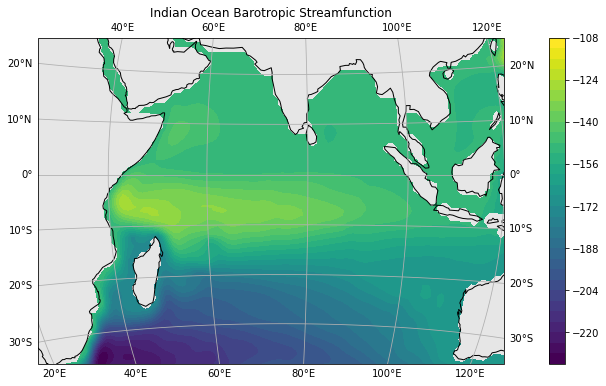 Indian Ocean Barotropic Streamfunction
40°E 60°E 80°E 100°E 120°E
20°N 20°N
10°N 10°N
0° 0°
10°S 10°S
20°S 20°S
30°S 30°S
20°E 40°E 60°E 80°E 100°E 120°E
−108
−124
−140
−156
−172
−188
−204
−220